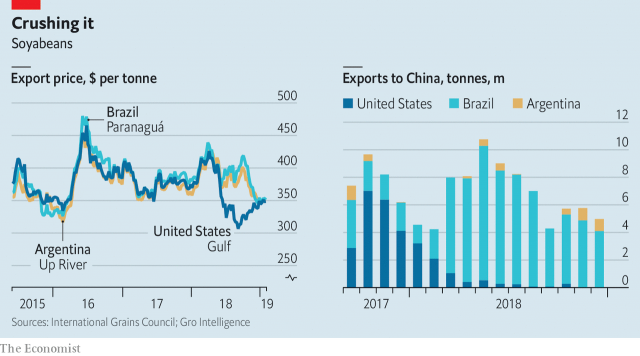 Crushing it
Soyabeans
Export price, $ per tonne
500
450
400
350
300
250
Brazil
Paranaguá
Argentina
Up River
United States
Gulf
2015
16
17
18
19
Exports to China, tonnes, m
United States
Brazil
Argentina
12
10
8
6
4
2
0
2017
2018
Sources: International Grains Council; Gro Intelligence
The Economist